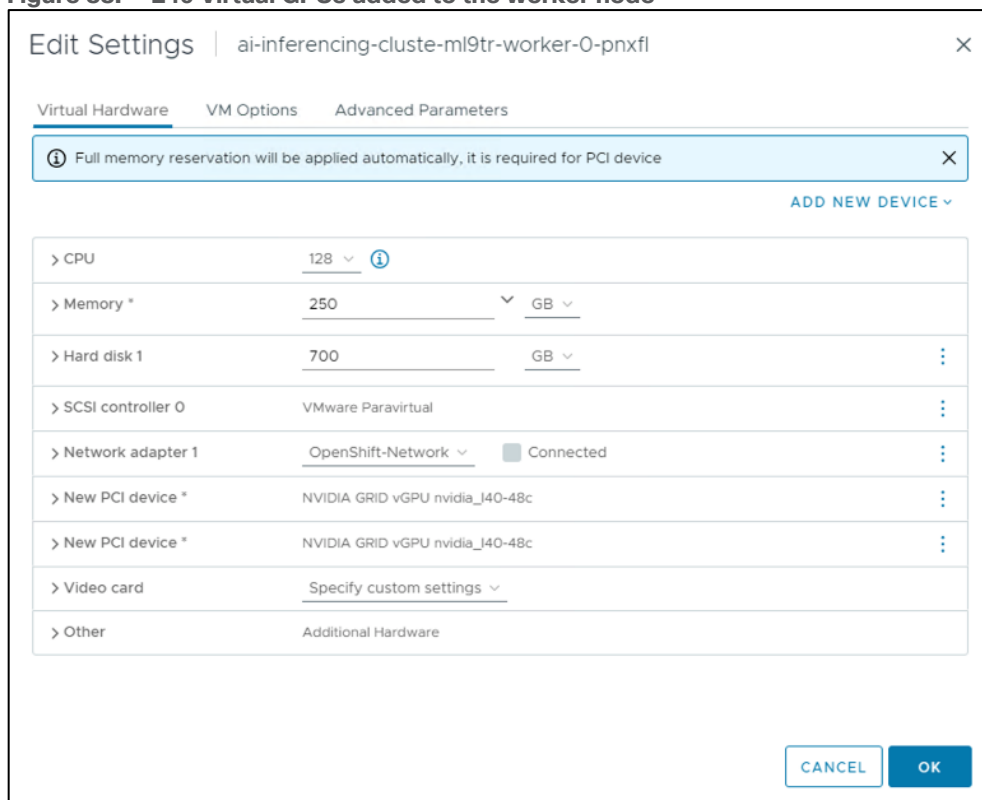 Edit Settings ai-inferencing-cluste-ml9tr-worker-0-pnxfl
Virtual Hardware VM Options Advanced Parameters
Full memory reservation will be applied automatically, it is required for PCI device
ADD NEW DEVICE
CPU 128
Memory * 250 GB
Hard disk 1 700 GB
SCSI controller 0 VMware Paravirtual
Network adapter 1 OpenShift-Network Connected
New PCI device * NVIDIA GRID vGPU nvidia_l40-48c
New PCI device * NVIDIA GRID vGPU nvidia_l40-48c
Video card Specify custom settings
Other Additional Hardware
CANCEL OK